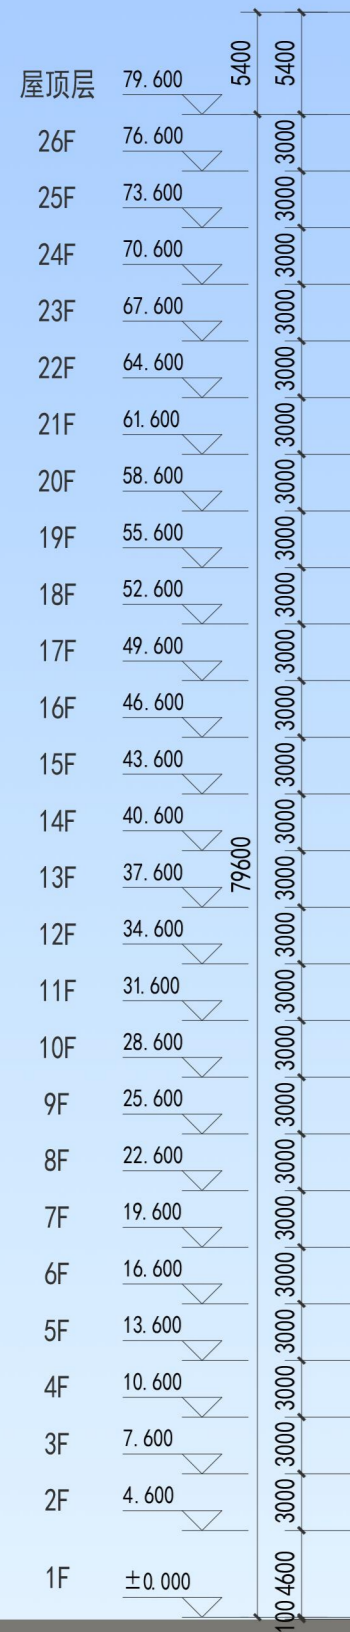 5400 5400
屋顶层 79.600
26F 76.600 3000
25F 73.600 3000
24F 70.600 3000
23F 67.600 3000
22F 64.600 3000
21F 61.600 3000
20F 58.600 3000
19F 55.600 3000
18F 52.600 3000
17F 49.600 3000
16F 46.600 3000
15F 43.600 3000
14F 40.600 3000
79600
13F 37.600 3000
12F 34.600 3000
11F 31.600 3000
10F 28.600 3000
9F 25.600 3000
8F 22.600 3000
7F 19.600 3000
6F 16.600 3000
5F 13.600 3000
4F 10.600 3000
3F 7.600 3000
2F 4.600 3000
1F ±0.000 4600
100